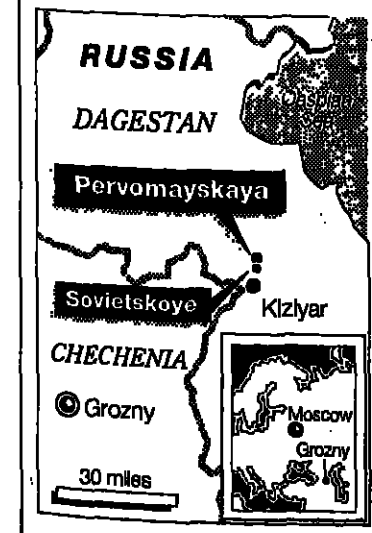 RUSSIA
Caspian
Sea
DAGESTAN
Pervomayskaya
Sovietskoye
Kizlyar
CHECHENIA
Grozny
Moscow
Grozny
30 miles